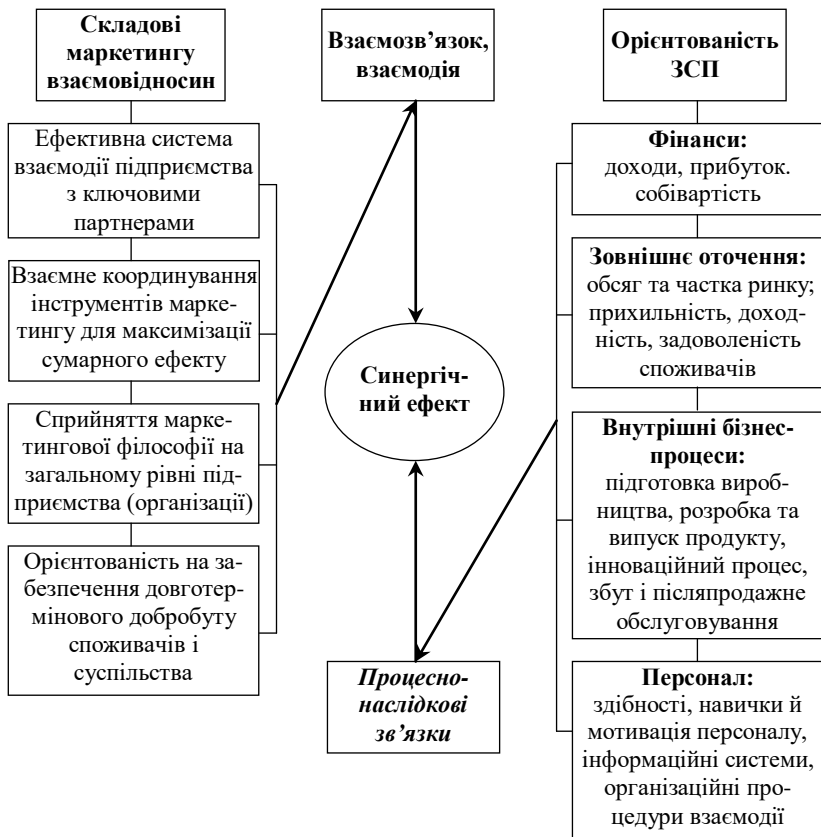 Складові
маркетингу
взаємовідносин
Ефективна система
взаємодії підприємства
з ключовими
партнерами
Взаємне координування
інструментів марке-
тингу для максимізації
сумарного ефекту
Сприйняття марке-
тингової філософії на
загальному рівні під-
приємства (організації)
Орієнтованість на за-
безпечення довготер-
мінового добробуту
споживачів і
суспільства
Взаємозв’язок,
взаємодія
Синергіч-
ний ефект
Процесно-
наслідкові
зв’язки
Орієнтованість
ЗСП
Фінанси:
доходи, прибуток.
собівартість
Зовнішнє оточення:
обсяг та частка ринку;
прихильність, доход-
ність, задоволеність
споживачів
Внутрішні бізнес-
процеси:
підготовка вироб-
ництва, розробка та
випуск продукту,
інноваційний процес,
збут і післяпродажне
обслуговування
Персонал:
здібності, навички й
мотивація персоналу,
інформаційні системи,
організаційні про-
цедури взаємодії